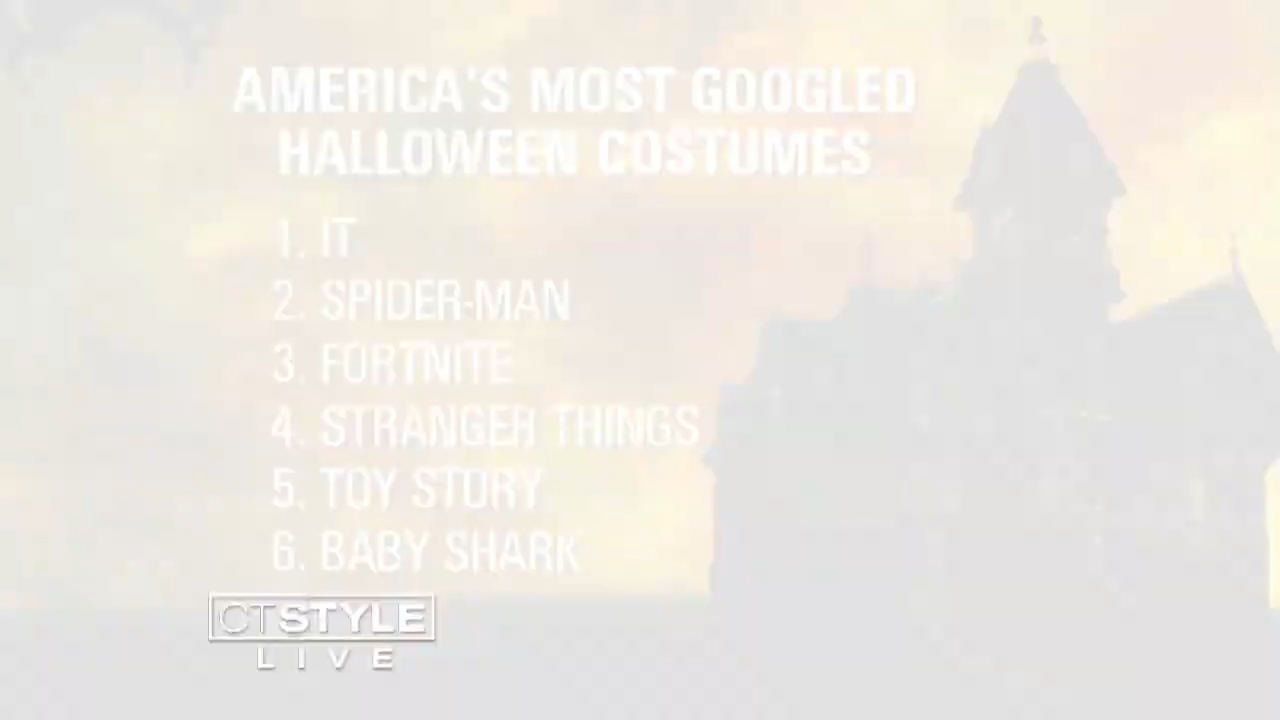 AMERICA'S MOST GOOGLED
HALLOWEEN COSTUMES
1. IT
2. SPIDER-MAN
3. FORTNITE
4. STRANGER THINGS
5. TOY STORY
6. BABY SHARK
CTSTYLE
LIVE